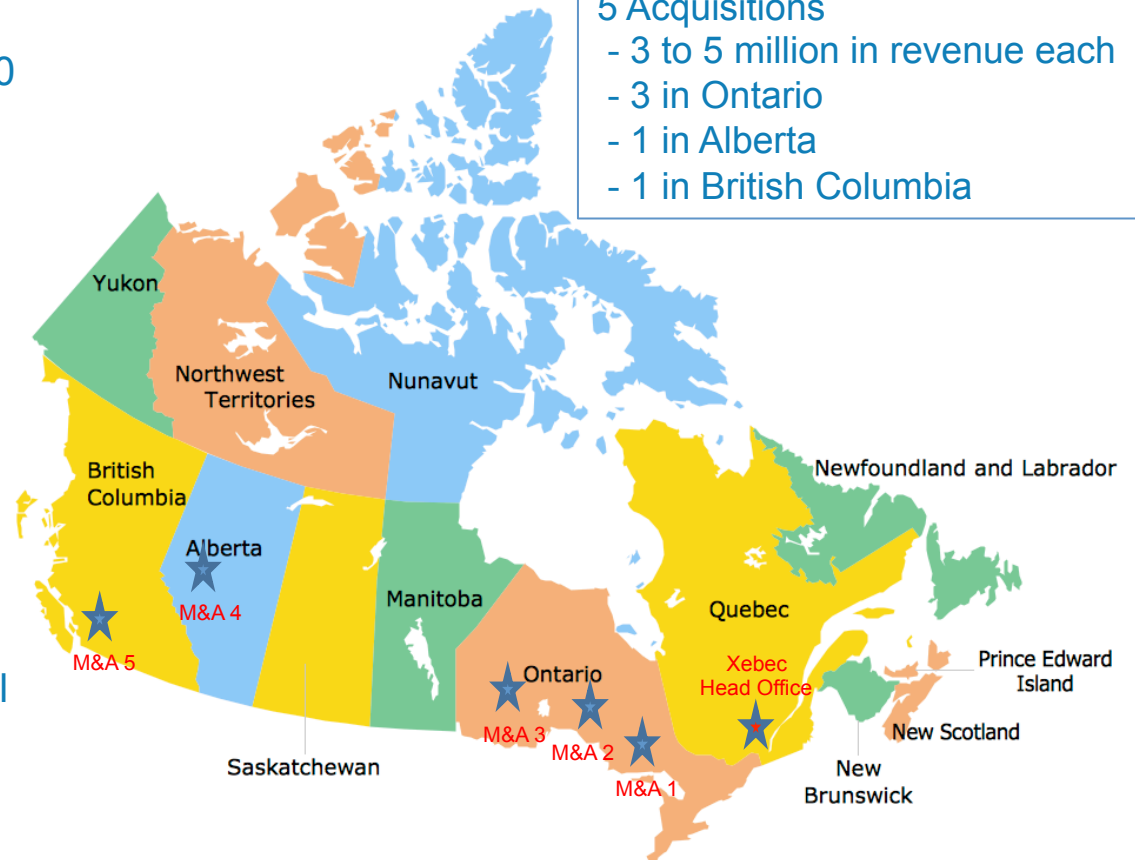 5 Acquisitions
- 3 to 5 million in revenue each
- 3 in Ontario
- 1 in Alberta
- 1 in British Columbia
0
Yukon
Northwest
Territories
Nunavut
British
Columbia
Alberta
M&A 4
M&A 5
Manitoba
Newfoundland and Labrador
Quebec
Xebec
Head Office
Ontario
M&A 3
M&A 2
M&A 1
Prince Edward
Island
New Scotland
New
Brunswick
Saskatchewan
l